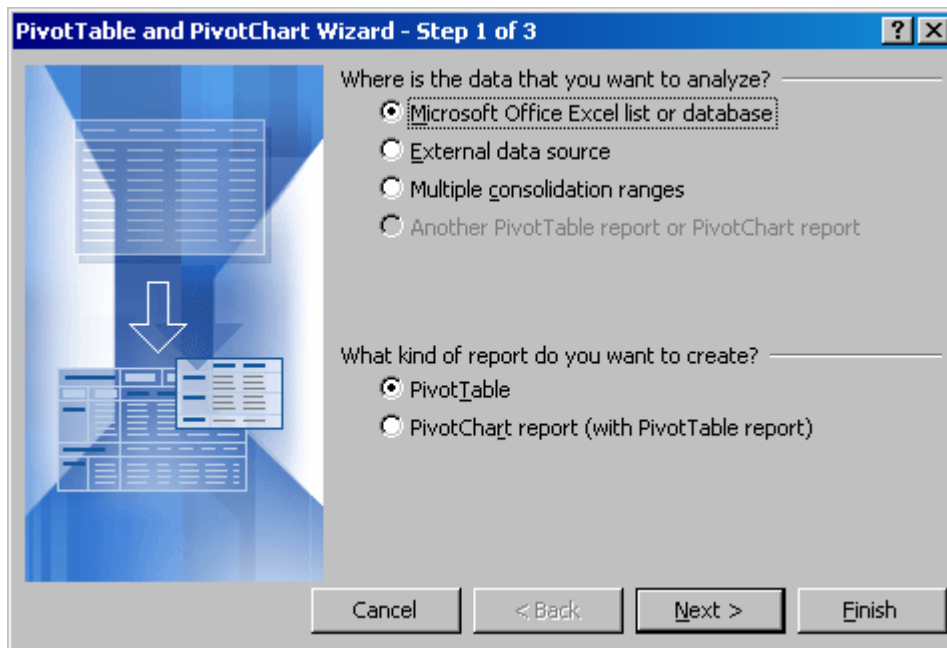 PivotTable and PivotChart Wizard - Step 1 of 3
Where is the data that you want to analyze?
Microsoft Office Excel list or database
External data source
Multiple consolidation ranges
Another PivotTable report or PivotChart report
What kind of report do you want to create?
PivotTable
PivotChart report (with PivotTable report)
Cancel < Back Next > Finish